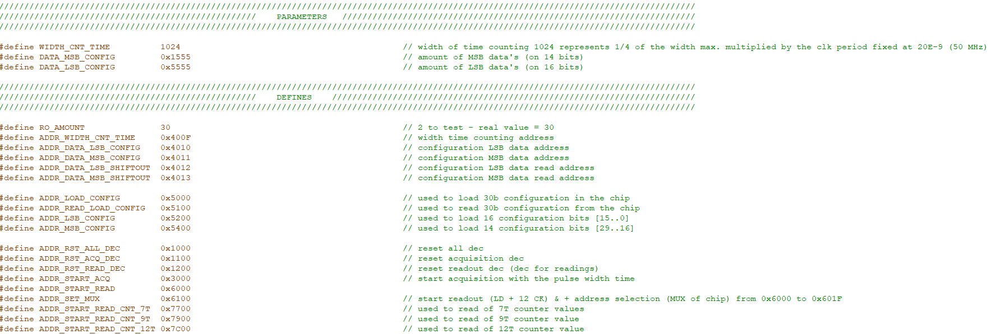 //////////////////////////////////////////////////////////////////////////////////////////////////////////////////////////////////////////
///////////////////////////////////////////////////    PARAMETERS   //////////////////////////////////////////////////////////////////////
//////////////////////////////////////////////////////////////////////////////////////////////////////////////////////////////////////////
#define WIDTH_CNT_TIME          1024                                            // width of time counting 1024 represents 1/4 of the width max. multiplied by the clk period fixed at 20E-9 (50 MHz)
#define DATA_MSB_CONFIG         0x1555                                          // amount of MSB data's (on 14 bits)
#define DATA_LSB_CONFIG         0x5555                                          // amount of LSB data's (on 16 bits)
//////////////////////////////////////////////////////////////////////////////////////////////////////////////////////////////////////////
///////////////////////////////////////////////////    DEFINES    ////////////////////////////////////////////////////////////////////////
//////////////////////////////////////////////////////////////////////////////////////////////////////////////////////////////////////////
#define RO_AMOUNT               30                                              // 2 to test - real value = 30
#define ADDR_WIDTH_CNT_TIME     0x400F                                          // width time counting address
#define ADDR_DATA_LSB_CONFIG    0x4010                                          // configuration LSB data address
#define ADDR_DATA_MSB_CONFIG    0x4011                                          // configuration MSB data address
#define ADDR_DATA_LSB_SHIFTOUT  0x4012                                          // configuration LSB data read address
#define ADDR_DATA_MSB_SHIFTOUT  0x4013                                          // configuration MSB data read address
#define ADDR_LOAD_CONFIG        0x5000                                          // used to load 30b configuration in the chip
#define ADDR_READ_LOAD_CONFIG   0x5100                                          // used to read 30b configuration from the chip
#define ADDR_LSB_CONFIG         0x5200                                          // used to load 16 configuration bits [15..0]
#define ADDR_MSB_CONFIG         0x5400                                          // used to load 14 configuration bits [29..16]
#define ADDR_RST_ALL_DEC        0x1000                                          // reset all dec
#define ADDR_RST_ACQ_DEC        0x1100                                          // reset acquisition dec
#define ADDR_RST_READ_DEC       0x1200                                          // reset readout dec (dec for readings)
#define ADDR_START_ACQ          0x3000                                          // start acquisition with the pulse width time
#define ADDR_START_READ         0x6000
#define ADDR_SET_MUX            0x6100                                          // start readout (LD + 12 CK) & + address selection (MUX of chip) from 0x6000 to 0x601F
#define ADDR_START_READ_CNT_7T  0x7700                                          // used to read of 7T counter values
#define ADDR_START_READ_CNT_9T  0x7900                                          // used to read of 9T counter value
#define ADDR_START_READ_CNT_12T 0x7C00                                          // used to read of 12T counter value